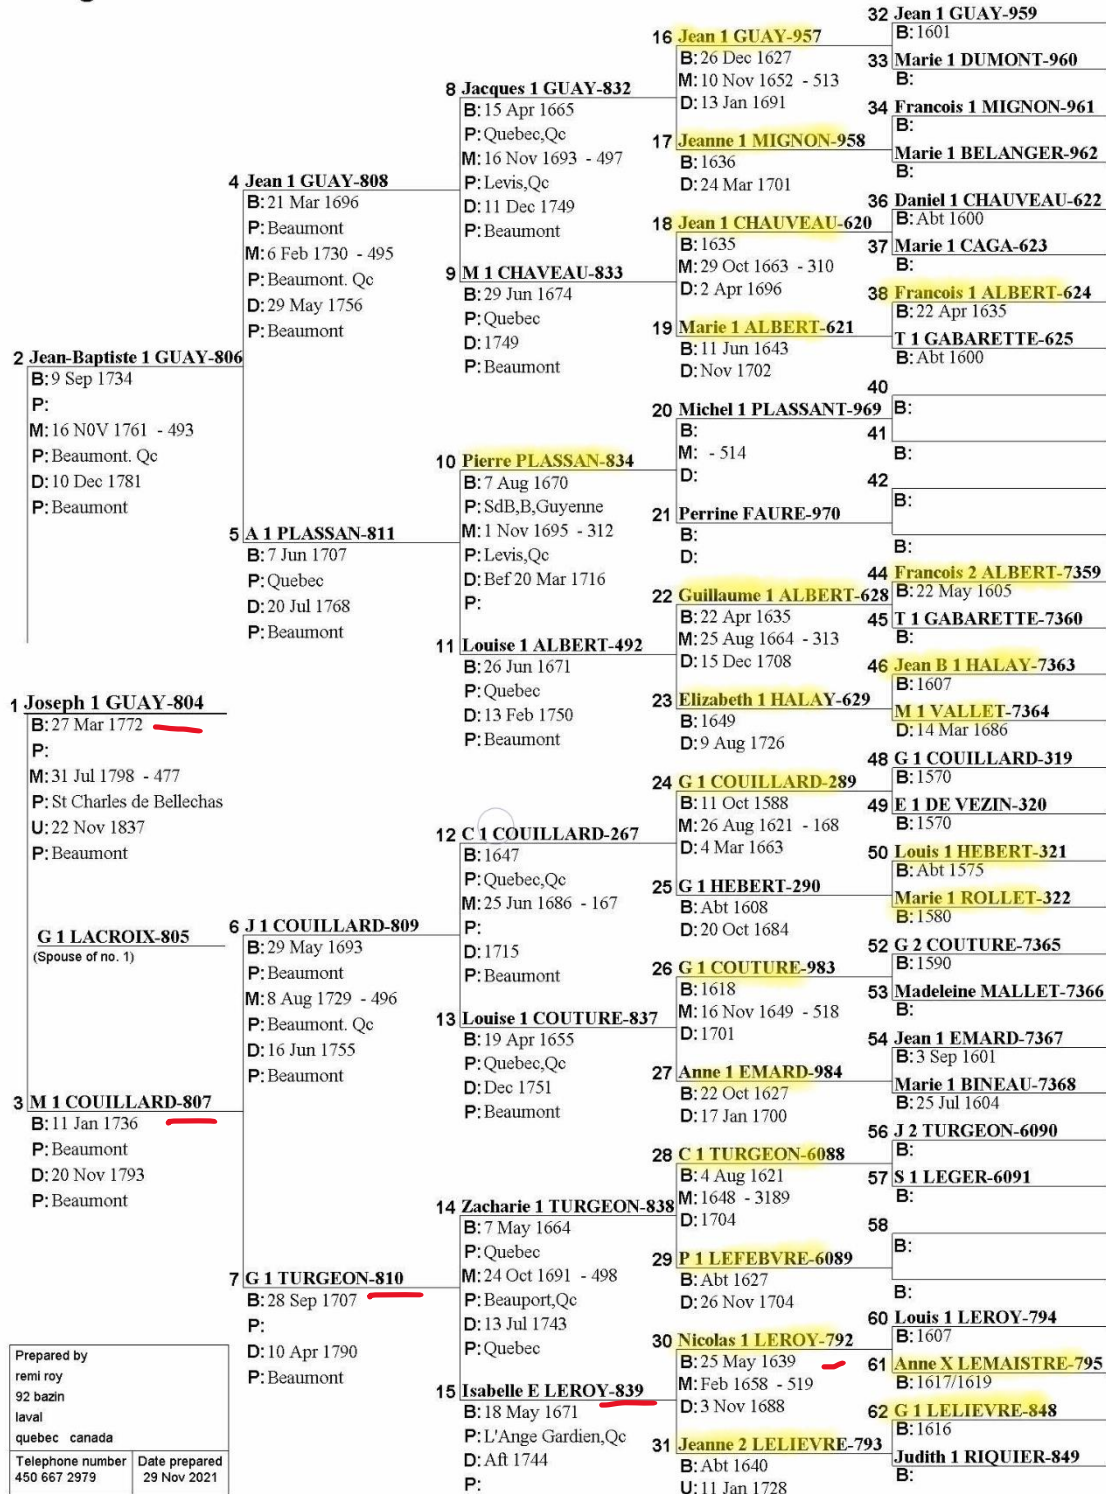 1 Joseph 1 GUAY-804
B: 27 Mar 1772
P:
M: 31 Jul 1798 - 477
P: St Charles de Bellechas
U: 22 Nov 1837
P: Beaumont
G 1 LACROIX-805
(Spouse of no. 1)
2 Jean-Baptiste 1 GUAY-806
B: 9 Sep 1734
P:
M: 16 N0V 1761 - 493
P: Beaumont. Qc
D: 10 Dec 1781
P: Beaumont
3 M 1 COUILLARD-807
B: 11 Jan 1736
P: Beaumont
D: 20 Nov 1793
P: Beaumont
4 Jean 1 GUAY-808
B: 21 Mar 1696
P: Beaumont
M: 6 Feb 1730 - 495
P: Beaumont. Qc
D: 29 May 1756
P: Beaumont
5 A 1 PLASSAN-811
B: 7 Jun 1707
P: Quebec
D: 20 Jul 1768
P: Beaumont
6 J 1 COUILLARD-809
B: 29 May 1693
P: Beaumont
M: 8 Aug 1729 - 496
P: Beaumont. Qc
D: 16 Jun 1755
P: Beaumont
7 G 1 TURGEON-810
B: 28 Sep 1707
P:
D: 10 Apr 1790
P: Beaumont
8 Jacques 1 GUAY-832
B: 15 Apr 1665
P: Quebec,Qc
M: 16 Nov 1693 - 497
P: Levis,Qc
D: 11 Dec 1749
P: Beaumont
9 M 1 CHAVEAU-833
B: 29 Jun 1674
P: Quebec
D: 1749
P: Beaumont
10 Pierre PLASSAN-834
B: 7 Aug 1670
P: SdB,B,Guyenne
M: 1 Nov 1695 - 312
P: Levis,Qc
D: Bef 20 Mar 1716
P:
11 Louise 1 ALBERT-492
B: 26 Jun 1671
P: Quebec
D: 13 Feb 1750
P: Beaumont
12 C 1 COUILLARD-267
B: 1647
P: Quebec,Qc
M: 25 Jun 1686 - 167
P:
D: 1715
P: Beaumont
13 Louise 1 COUTURE-837
B: 19 Apr 1655
P: Quebec,Qc
D: Dec 1751
P: Beaumont
14 Zacharie 1 TURGEON-838
B: 7 May 1664
P: Quebec
M: 24 Oct 1691 - 498
P: Beauport,Qc
D: 13 Jul 1743
P: Quebec
15 Isabelle E LEROY-839
B: 18 May 1671
P: L'Ange Gardien,Qc
D: Aft 1744
P:
16 Jean 1 GUAY-957
B: 26 Dec 1627
M: 10 Nov 1652 - 513
D: 13 Jan 1691
17 Jeanne 1 MIGNON-958
B: 1636
D: 24 Mar 1701
18 Jean 1 CHAUVEAU-620
B: 1635
M: 29 Oct 1663 - 310
D: 2 Apr 1696
19 Marie 1 ALBERT-621
B: 11 Jun 1643
D: Nov 1702
20 Michel 1 PLASSANT-969
B:
M: - 514
D:
21 Perrine FAURE-970
B:
D:
22 Guillaume 1 ALBERT-628
B: 22 Apr 1635
M: 25 Aug 1664 - 313
D: 15 Dec 1708
23 Elizabeth 1 HALAY-629
B: 1649
D: 9 Aug 1726
24 G 1 COUILLARD-289
B: 11 Oct 1588
M: 26 Aug 1621 - 168
D: 4 Mar 1663
25 G 1 HEBERT-290
B: Abt 1608
D: 20 Oct 1684
26 G 1 COUTURE-983
B: 1618
M: 16 Nov 1649 - 518
D: 1701
27 Anne 1 EMARD-984
B: 22 Oct 1627
D: 17 Jan 1700
28 C 1 TURGEON-6088
B: 4 Aug 1621
M: 1648 - 3189
D: 1704
29 P 1 LEFEBVRE-6089
B: Abt 1627
D: 26 Nov 1704
30 Nicolas 1 LEROY-792
B: 25 May 1639
M: Feb 1658 - 519
D: 3 Nov 1688
31 Jeanne 2 LELIEVRE-793
B: Abt 1640
U: 11 Jan 1728
32 Jean 1 GUAY-959
B: 1601
33 Marie 1 DUMONT-960
B:
34 Francois 1 MIGNON-961
B:
Marie 1 BELANGER-962
B:
36 Daniel 1 CHAUVEAU-622
B: Abt 1600
37 Marie 1 CAGA-623
B:
38 Francois 1 ALBERT-624
B: 22 Apr 1635
T 1 GABARETTE-625
B: Abt 1600
40
B:
41
B:
42
B:
B:
44 Francois 2 ALBERT-7359
B: 22 May 1605
45 T 1 GABARETTE-7360
B:
46 Jean B 1 HALAY-7363
B: 1607
M 1 VALLET-7364
D: 14 Mar 1686
48 G 1 COUILLARD-319
B: 1570
49 E 1 DE VEZIN-320
B: 1570
50 Louis 1 HEBERT-321
B: Abt 1575
Marie 1 ROLLET-322
B: 1580
52 G 2 COUTURE-7365
B: 1590
53 Madeleine MALLET-7366
B:
54 Jean 1 EMARD-7367
B: 3 Sep 1601
Marie 1 BINEAU-7368
B: 25 Jul 1604
56 J 2 TURGEON-6090
B:
57 S 1 LEGER-6091
B:
58
B:
B:
60 Louis 1 LEROY-794
B: 1607
61 Anne X LEMAISTRE-795
B: 1617/1619
62 G 1 LELIEVRE-848
B: 1616
Judith 1 RIQUIER-849
B:
Prepared by
remi roy
92 bazin
laval
quebec canada
Telephone number
450 667 2979
Date prepared
29 Nov 2021